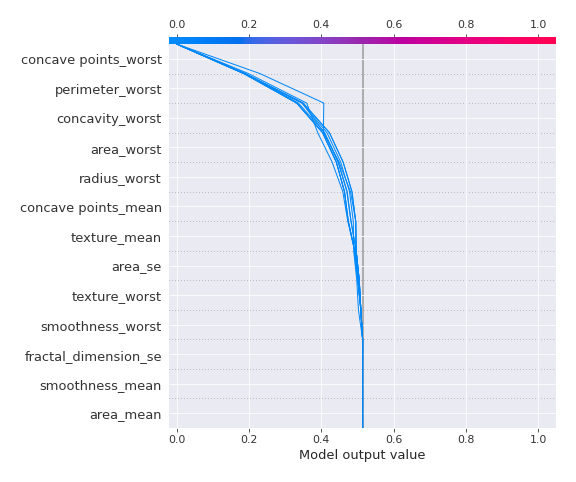 0.0 0.2 0.4 0.6 0.8 1.0
concave points_worst
perimeter_worst
concavity_worst
area_worst
radius_worst
concave points_mean
texture_mean
area_se
texture_worst
smoothness_worst
fractal_dimension_se
smoothness_mean
area_mean
0.0 0.2 0.4 0.6 0.8 1.0
Model output value